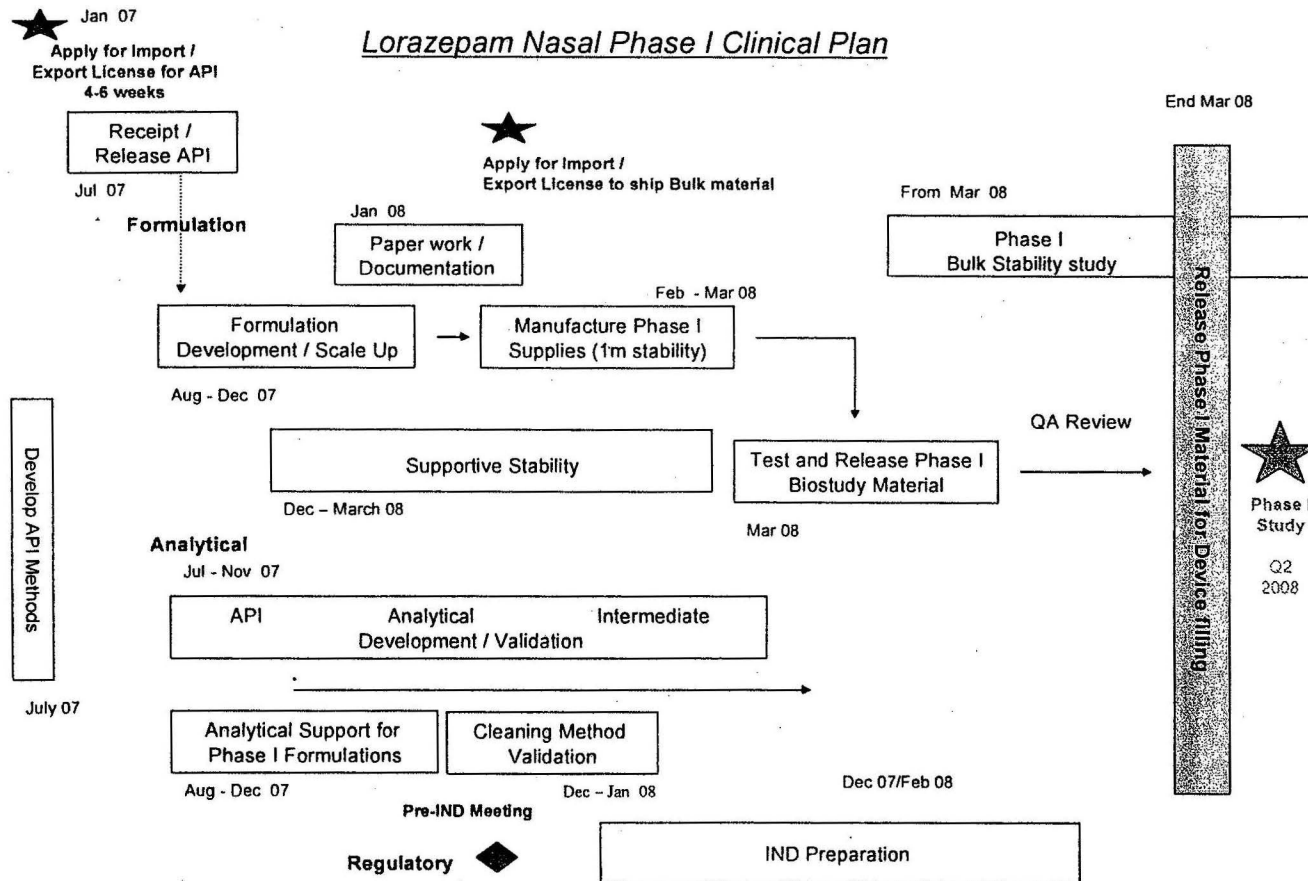 Jan 07
Lorazepam Nasal Phase I Clinical Plan
Apply for Import /
Export License for API
4-6 weeks
End Mar 08
Receipt /
Release API
Apply for Import /
Export License to ship Bulk material
Jul 07
From Mar 08
Formulation
Jan 08
Paper work /
Documentation
Phase I
Bulk Stability study
Feb - Mar 08
Formulation
Development / Scale Up
Manufacture Phase I
Supplies (1m stability)
Aug - Dec 07
QA Review
Supportive Stability
Test and Release Phase I
Biostudy Material
Dec – March 08
Mar 08
Release Phase I Material for Device filling
Phase I
Study
Q2
2008
Develop API Methods
July 07
Analytical
Jul - Nov 07
API Analytical Intermediate
Development / Validation
Analytical Support for
Phase I Formulations
Cleaning Method
Validation
Aug - Dec 07
Dec – Jan 08
Dec 07/Feb 08
Pre-IND Meeting
Regulatory
IND Preparation